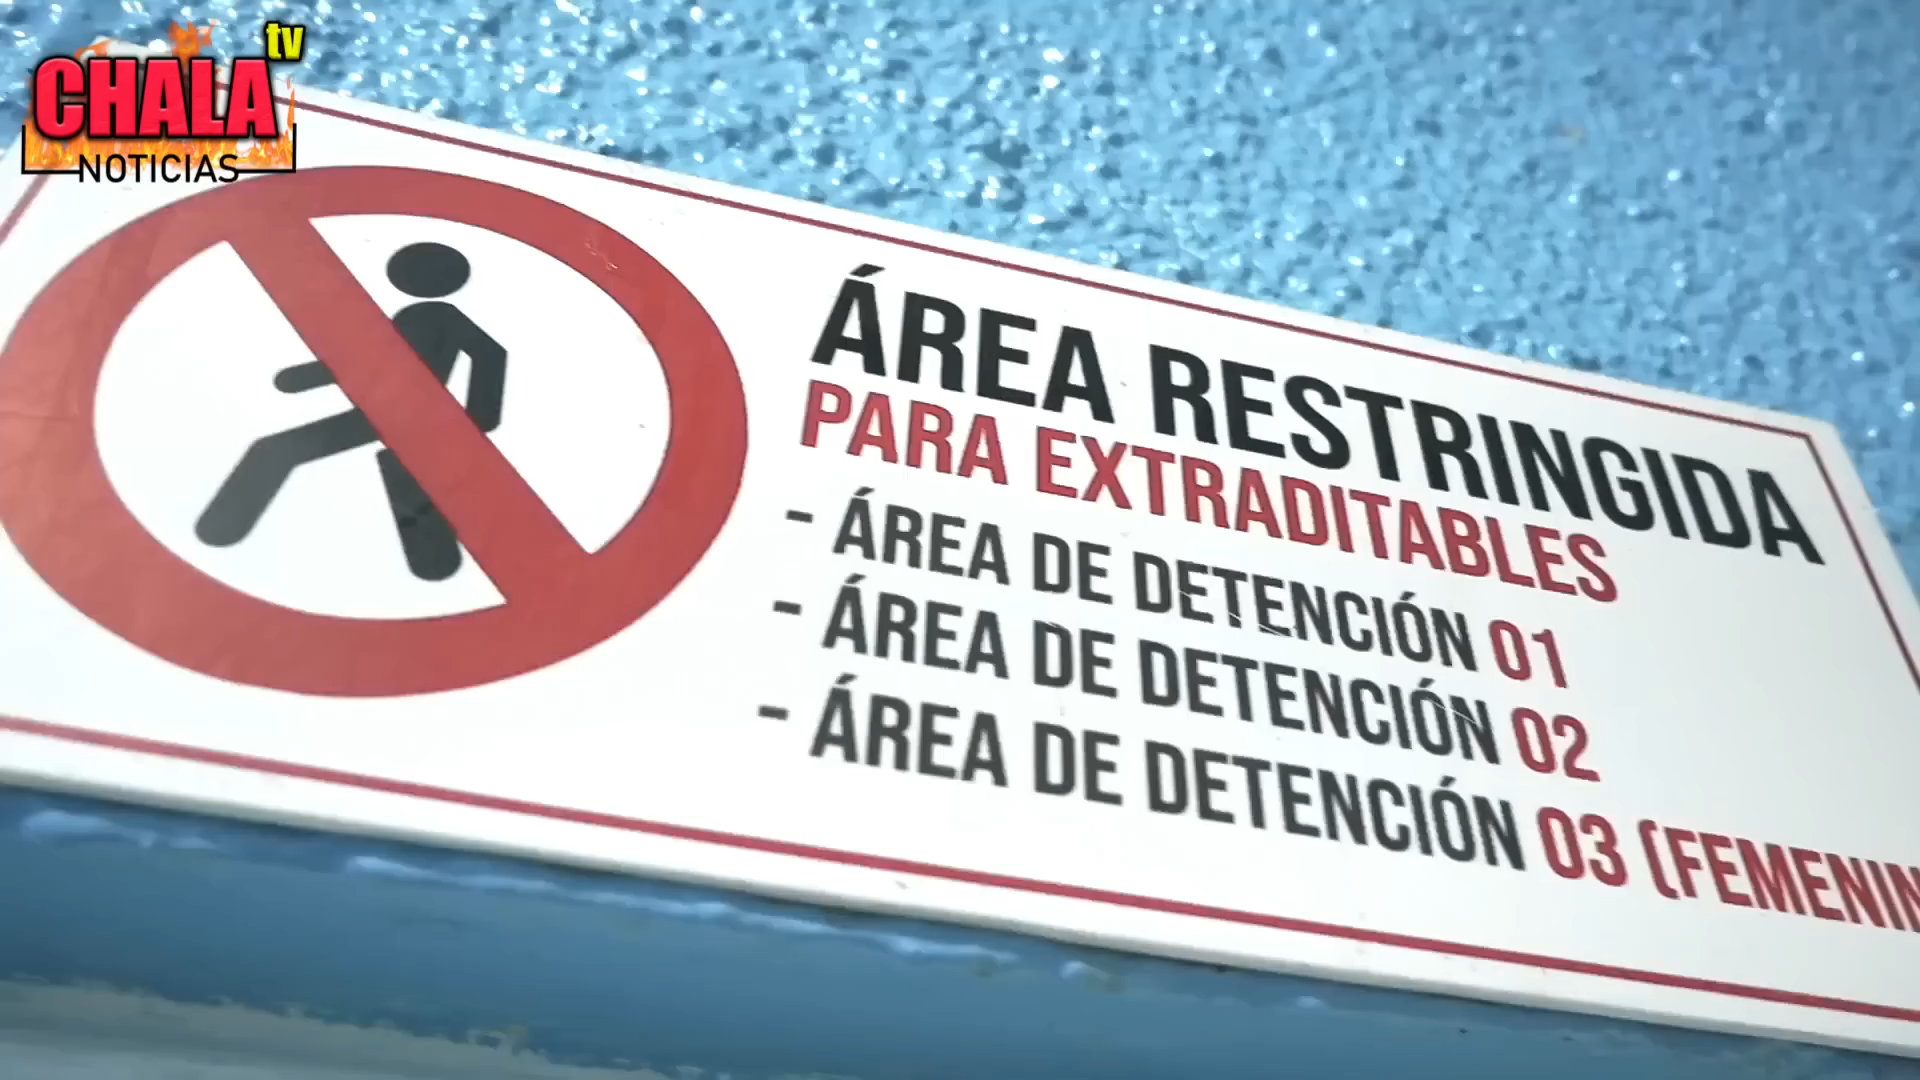 CHALA tv
NOTICIAS
ÁREA RESTRINGIDA
PARA EXTRADITABLES
- ÁREA DE DETENCIÓN 01
- ÁREA DE DETENCIÓN 02
- ÁREA DE DETENCIÓN 03 (FEMENIN